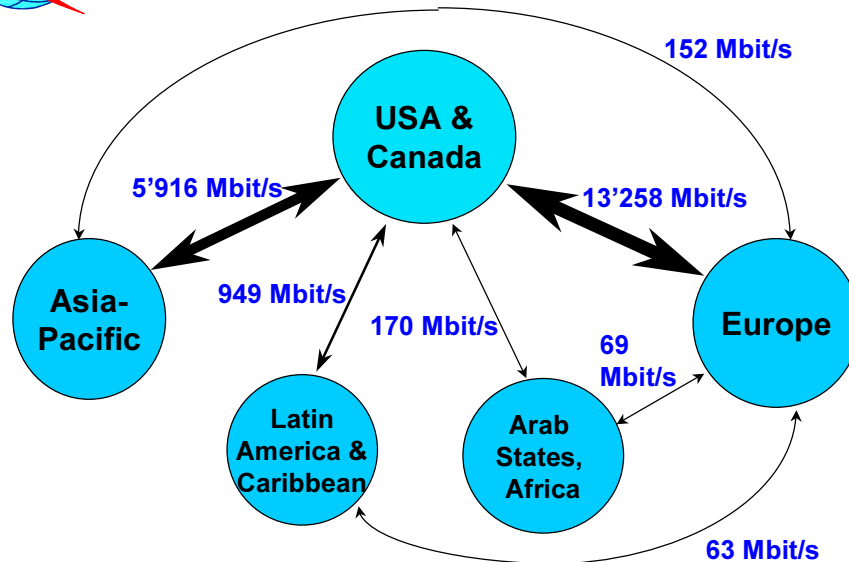 152 Mbit/s
USA &
Canada
5’916 Mbit/s
13’258 Mbit/s
Asia-
Pacific
949 Mbit/s
170 Mbit/s
Europe
69
Mbit/s
Latin
America &
Caribbean
Arab
States,
Africa
63 Mbit/s